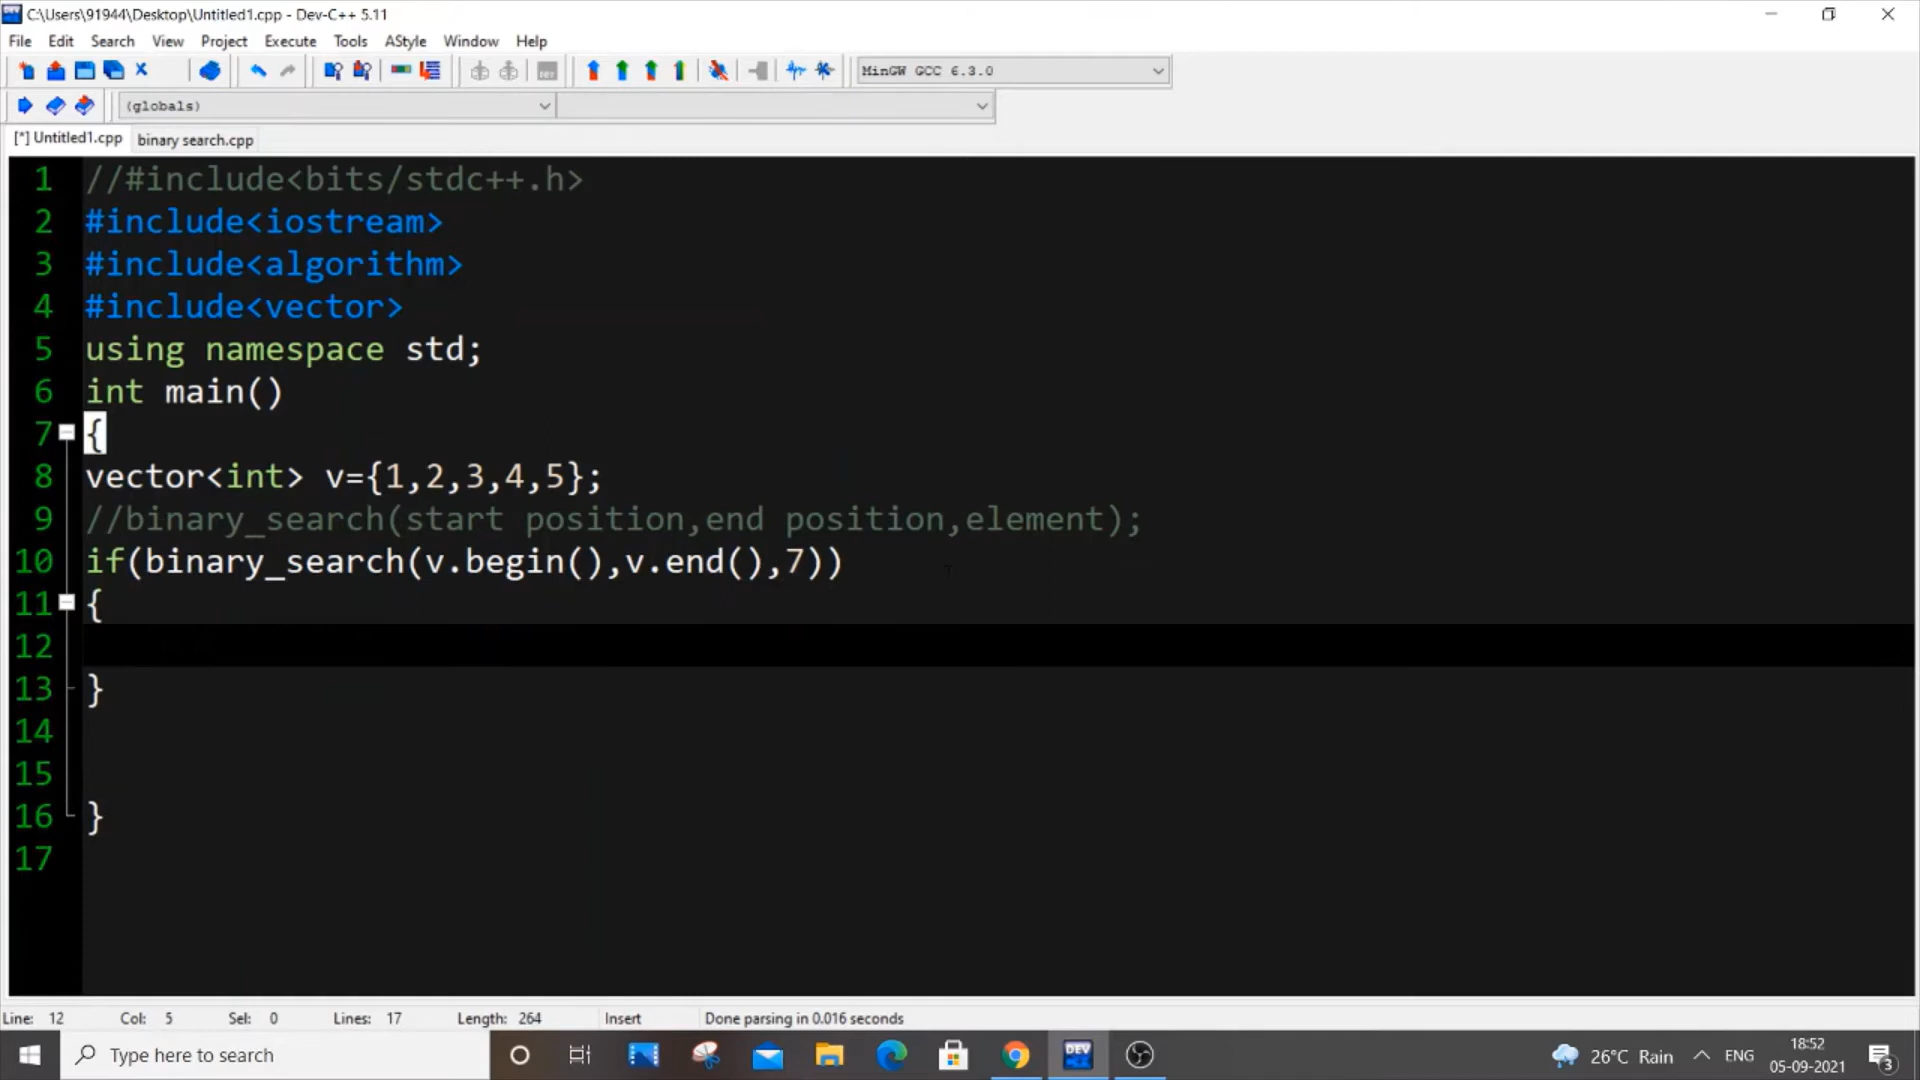 C:\Users\91944\Desktop\Untitled1.cpp - Dev-C++ 5.11
File Edit Search View Project Execute Tools AStyle Window Help
MinGW GCC 6.3.0
(globals)
[*] Untitled1.cpp binary search.cpp
1 //#include<bits/stdc++.h>
2 #include<iostream>
3 #include<algorithm>
4 #include<vector>
5 using namespace std;
6 int main()
7 {
8 vector<int> v={1,2,3,4,5};
9 //binary_search(start position,end position,element);
10 if(binary_search(v.begin(),v.end(),7))
11 {
12
13 }
14
15
16 }
17
Line: 12 Col: 5 Sel: 0 Lines: 17 Length: 264 Insert Done parsing in 0.016 seconds
Type here to search DEV 26°C Rain ENG 18:52
05-09-2021 3